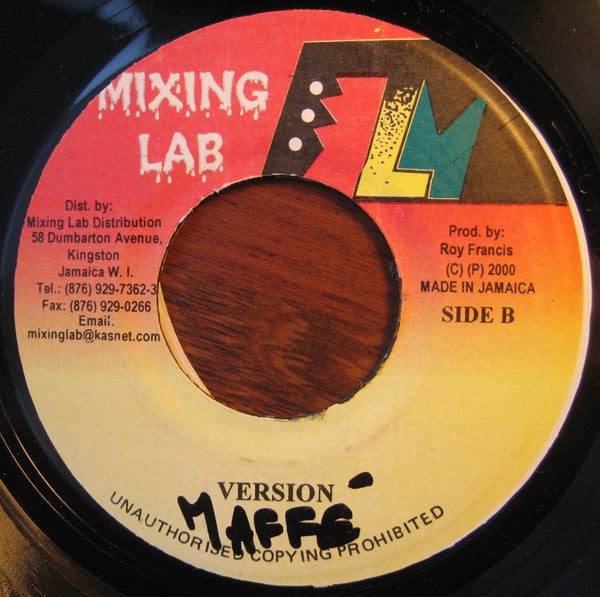 MIXING
LAB
Dist. by:
Mixing Lab Distribution
58 Dumbarton Avenue,
Kingston
Jamaica W. I.
Tel.: (876) 929-7362-3
Fax: (876) 929-0266
Email:
mixinglab@kasnet.com
Prod. by:
Roy Francis
(C) (P) 2000
MADE IN JAMAICA
SIDE B
VERSION
MAFFÉ
UNAUTHORISED COPYING PROHIBITED